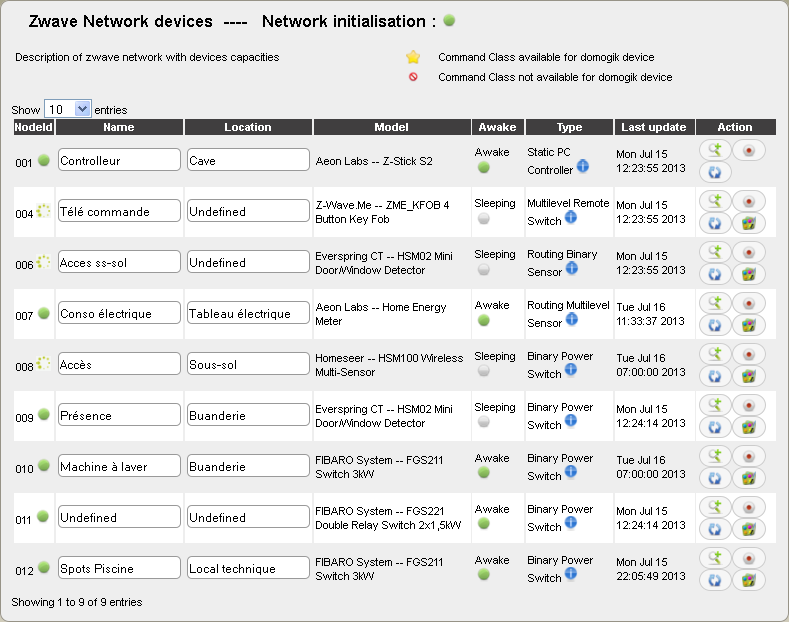 Zwave Network devices ---- Network initialisation :
Description of zwave network with devices capacities
Command Class available for domogik device
Command Class not available for domogik device
Show 10 entries
NodeId Name Location Model Awake Type Last update Action
001 Controlleur Cave Aeon Labs -- Z-Stick S2 Awake Static PC Controller Mon Jul 15 12:23:55 2013
004 Télé commande Undefined Z-Wave.Me -- ZME_KFOB 4 Button Key Fob Sleeping Multilevel Remote Switch Mon Jul 15 12:23:55 2013
006 Acces ss-sol Undefined Everspring CT -- HSM02 Mini Door/Window Detector Sleeping Routing Binary Sensor Mon Jul 15 12:23:55 2013
007 Conso électrique Tableau électrique Aeon Labs -- Home Energy Meter Awake Routing Multilevel Sensor Tue Jul 16 11:33:37 2013
008 Accès Sous-sol Homeseer -- HSM100 Wireless Multi-Sensor Sleeping Binary Power Switch Tue Jul 16 07:00:00 2013
009 Présence Buanderie Everspring CT -- HSM02 Mini Door/Window Detector Sleeping Binary Power Switch Mon Jul 15 12:24:14 2013
010 Machine à laver Buanderie FIBARO System -- FGS211 Switch 3kW Awake Binary Power Switch Tue Jul 16 07:00:00 2013
011 Undefined Undefined FIBARO System -- FGS221 Double Relay Switch 2x1,5kW Awake Binary Power Switch Mon Jul 15 12:24:14 2013
012 Spots Piscine Local technique FIBARO System -- FGS211 Switch 3kW Awake Binary Power Switch Mon Jul 15 22:05:49 2013
Showing 1 to 9 of 9 entries